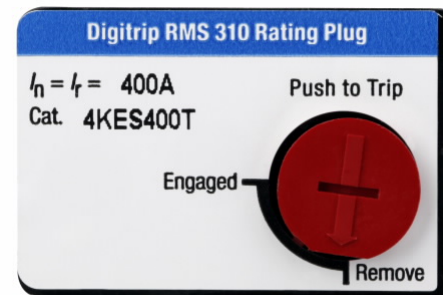 Digitrip RMS 310 Rating Plug
In = Ir = 400A
Push to Trip
Cat. 4KES400T
Engaged
Remove